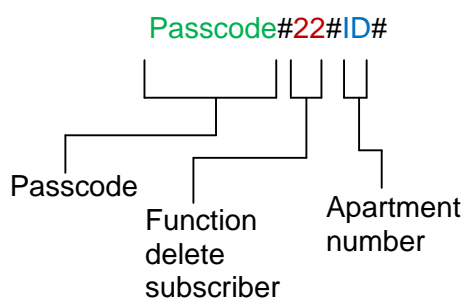 Passcode#22#ID#
Passcode
Function
delete
subscriber
Apartment
number